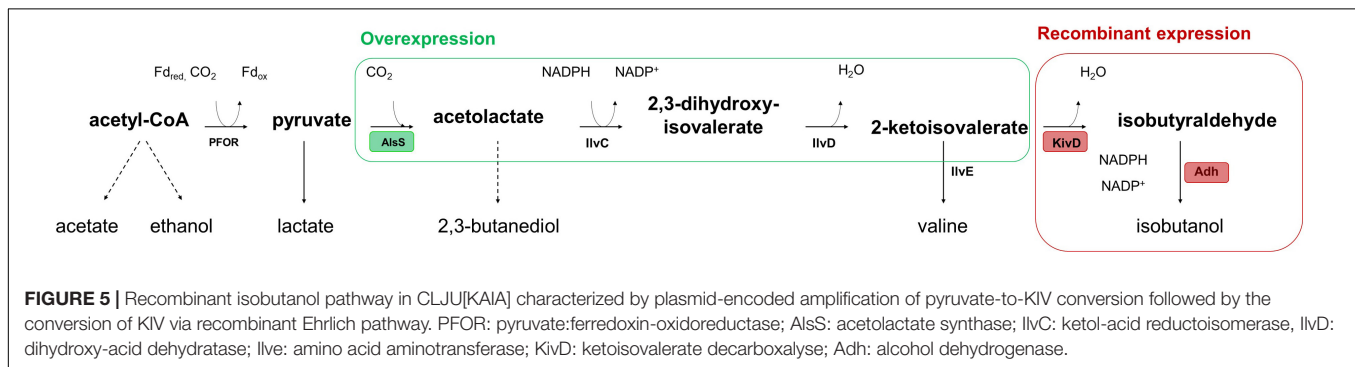 Overexpression
Recombinant expression
Fdred, CO2 Fdox CO2 NADPH NADP+ H2O H2O
acetyl-CoA pyruvate acetolactate 2,3-dihydroxy-
isovalerate 2-ketoisovalerate isobutyraldehyde
PFOR AlsS IlvC IlvD KivD
IlvE NADPH
NADP+ Adh
acetate ethanol lactate 2,3-butanediol valine isobutanol
FIGURE 5 | Recombinant isobutanol pathway in CLJU[KAIA] characterized by plasmid-encoded amplification of pyruvate-to-KIV conversion followed by the
conversion of KIV via recombinant Ehrlich pathway. PFOR: pyruvate:ferredoxin-oxidoreductase; AlsS: acetolactate synthase; IlvC: ketol-acid reductoisomerase, IlvD:
dihydroxy-acid dehydratase; Ilve: amino acid aminotransferase; KivD: ketoisovalerate decarboxalyse; Adh: alcohol dehydrogenase.